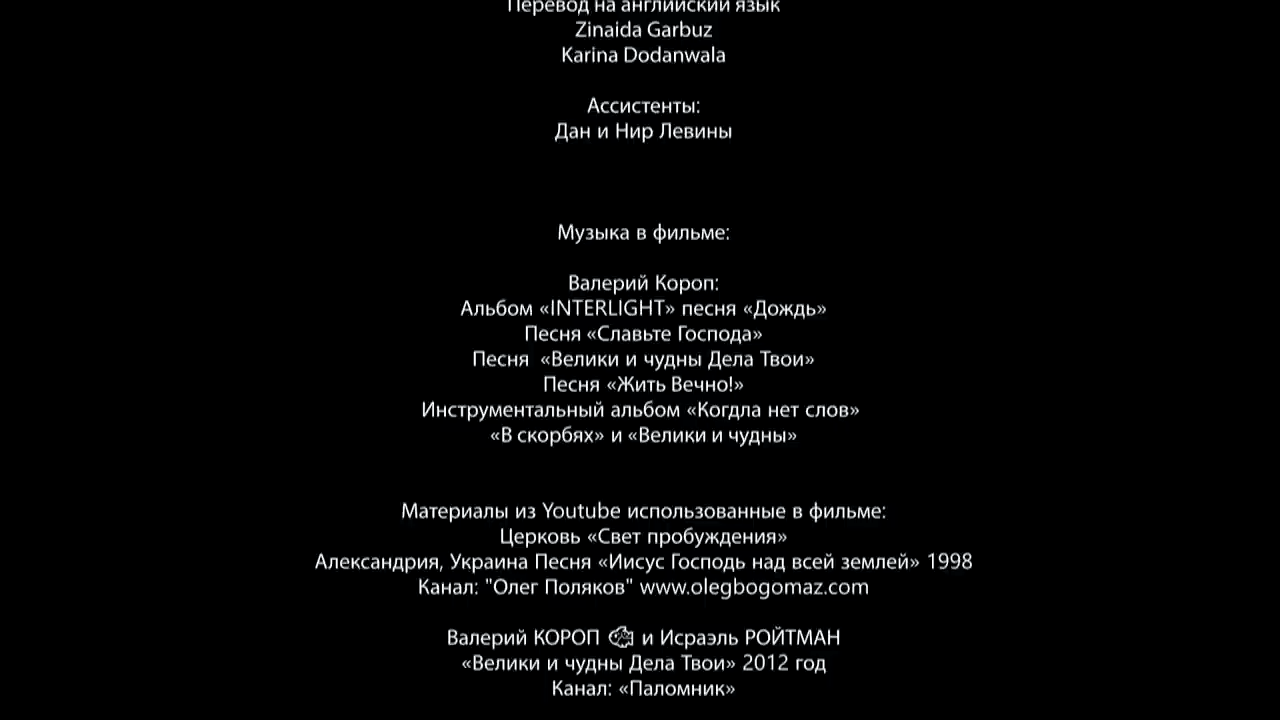 Перевод на английский язык
Zinaida Garbuz
Karina Dodanwala
Ассистенты:
Дан и Нир Левины
Музыка в фильме:
Валерий Короп:
Альбом «INTERLIGHT» песня «Дождь»
Песня «Славьте Господа»
Песня  «Велики и чудны Дела Твои»
Песня «Жить Вечно!»
Инструментальный альбом «Когдла нет слов»
«В скорбях» и «Велики и чудны»
Материалы из Youtube использованные в фильме:
Церковь «Свет пробуждения»
Александрия, Украина Песня «Иисус Господь над всей землей» 1998
Канал: "Олег Поляков" www.olegbogomaz.com
Валерий КОРОП 🐡 и Исраэль РОЙТМАН
«Велики и чудны Дела Твои» 2012 год
Канал: «Паломник»